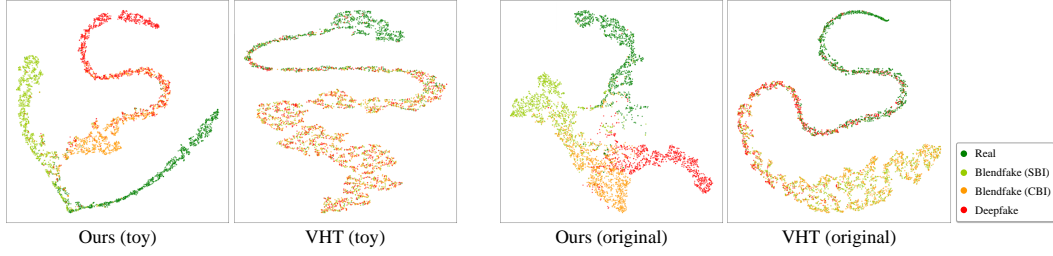 Real
Blendfake (SBI)
Blendfake (CBI)
Deepfake
Ours (toy)
VHT (toy)
Ours (original)
VHT (original)